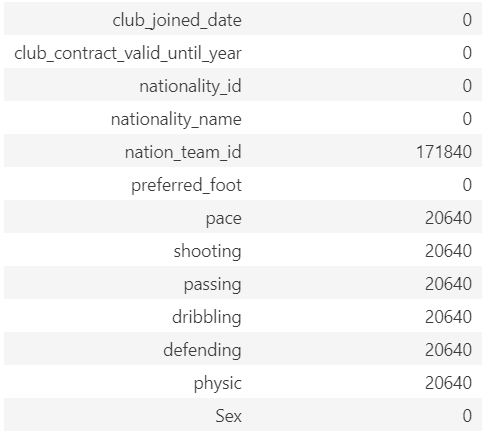 club_joined_date 0
club_contract_valid_until_year 0
nationality_id 0
nationality_name 0
nation_team_id 171840
preferred_foot 0
pace 20640
shooting 20640
passing 20640
dribbling 20640
defending 20640
physic 20640
Sex 0